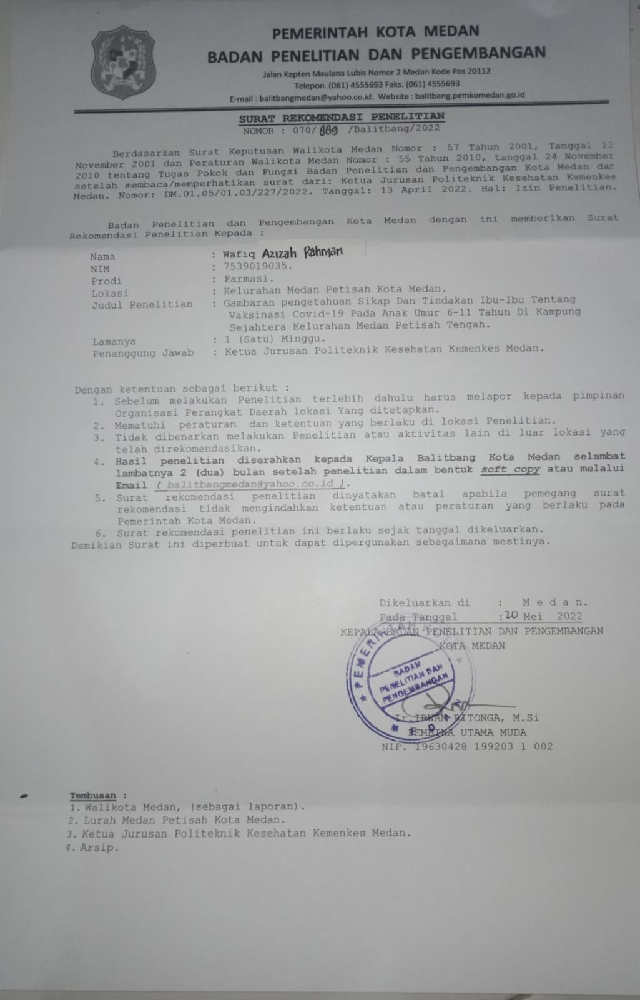 PEMERINTAH KOTA MEDAN
BADAN PENELITIAN DAN PENGEMBANGAN
Jalan Kapten Maulana Lubis Nomor 2 Medan Kode Pos 20112
Telepon. (061) 4555693 Faks. (061) 4555693
E-mail : balitbangmedan@yahoo.co.id. Website : balitbang.pemkomedan.go.id
SURAT REKOMENDASI PENELITIAN
NOMOR : 070/ 889 /Balitbang/2022
Berdasarkan Surat Keputusan Walikota Medan Nomor : 57 Tahun 2001, Tanggal 13
November 2001 dan Peraturan Walikota Medan Nomor : 55 Tahun 2010, tanggal 24 November
2010 tentang Tugas Pokok dan Fungsi Badan Penelitian dan Pengembangan Kota Medan dan
setelah membaca/memperhatikan surat dari: Ketua Jurusan Politeknik Kesehatan Kemenkes
Medan. Nomor: DM.01.05/01.03/227/2022. Tanggal: 13 April 2022. Hal: Izin Penelitian.
Badan Penelitian dan Pengembangan Kota Medan dengan ini memberikan Surat
Rekomendasi Penelitian Kepada :
Nama : Wafiq Azizah Rahman
NIM : 7539019035.
Prodi : Farmasi.
Lokasi : Kelurahan Medan Petisah Kota Medan.
Judul Penelitian : Gambaran pengetahuan Sikap Dan Tindakan Ibu-Ibu Tentang
Vaksinasi Covid-19 Pada Anak Umur 6-11 Tahun Di Kampung
Sejahtera Kelurahan Medan Petisah Tengah.
Lamanya : 1 (Satu) Minggu.
Penanggung Jawab : Ketua Jurusan Politeknik Kesehatan Kemenkes Medan.
Dengan ketentuan sebagai berikut :
1. Sebelum melakukan Penelitian terlebih dahulu harus melapor kepada pimpinan
Organisasi Perangkat Daerah lokasi Yang ditetapkan.
2. Mematuhi peraturan dan ketentuan yang berlaku di lokasi Penelitian.
3. Tidak dibenarkan melakukan Penelitian atau aktivitas lain di luar lokasi yang
telah direkomendasikan.
4. Hasil penelitian diserahkan kepada Kepala Balitbang Kota Medan selambat
lambatnya 2 (dua) bulan setelah penelitian dalam bentuk soft copy atau melalui
Email ( balitbangmedan@yahoo.co.id ).
5. Surat rekomendasi penelitian dinyatakan batal apabila pemegang surat
rekomendasi tidak mengindahkan ketentuan atau peraturan yang berlaku pada
Pemerintah Kota Medan.
6. Surat rekomendasi penelitian ini berlaku sejak tanggal dikeluarkan.
Demikian Surat ini diperbuat untuk dapat dipergunakan sebagaimana mestinya.
Dikeluarkan di : M e d a n.
Pada Tanggal : 20 Mei 2022
KEPALA BADAN PENELITIAN DAN PENGEMBANGAN
KOTA MEDAN
PEMERINTAH KOTA
BADAN
PENELITIAN DAN
PENGEMBANGAN
MEDAN
Ir. IRWAN RITONGA, M.Si
PEMBINA UTAMA MUDA
NIP. 19630428 199203 1 002
Tembusan :
1. Walikota Medan, (sebagai laporan).
2. Lurah Medan Petisah Kota Medan.
3. Ketua Jurusan Politeknik Kesehatan Kemenkes Medan.
4. Arsip.